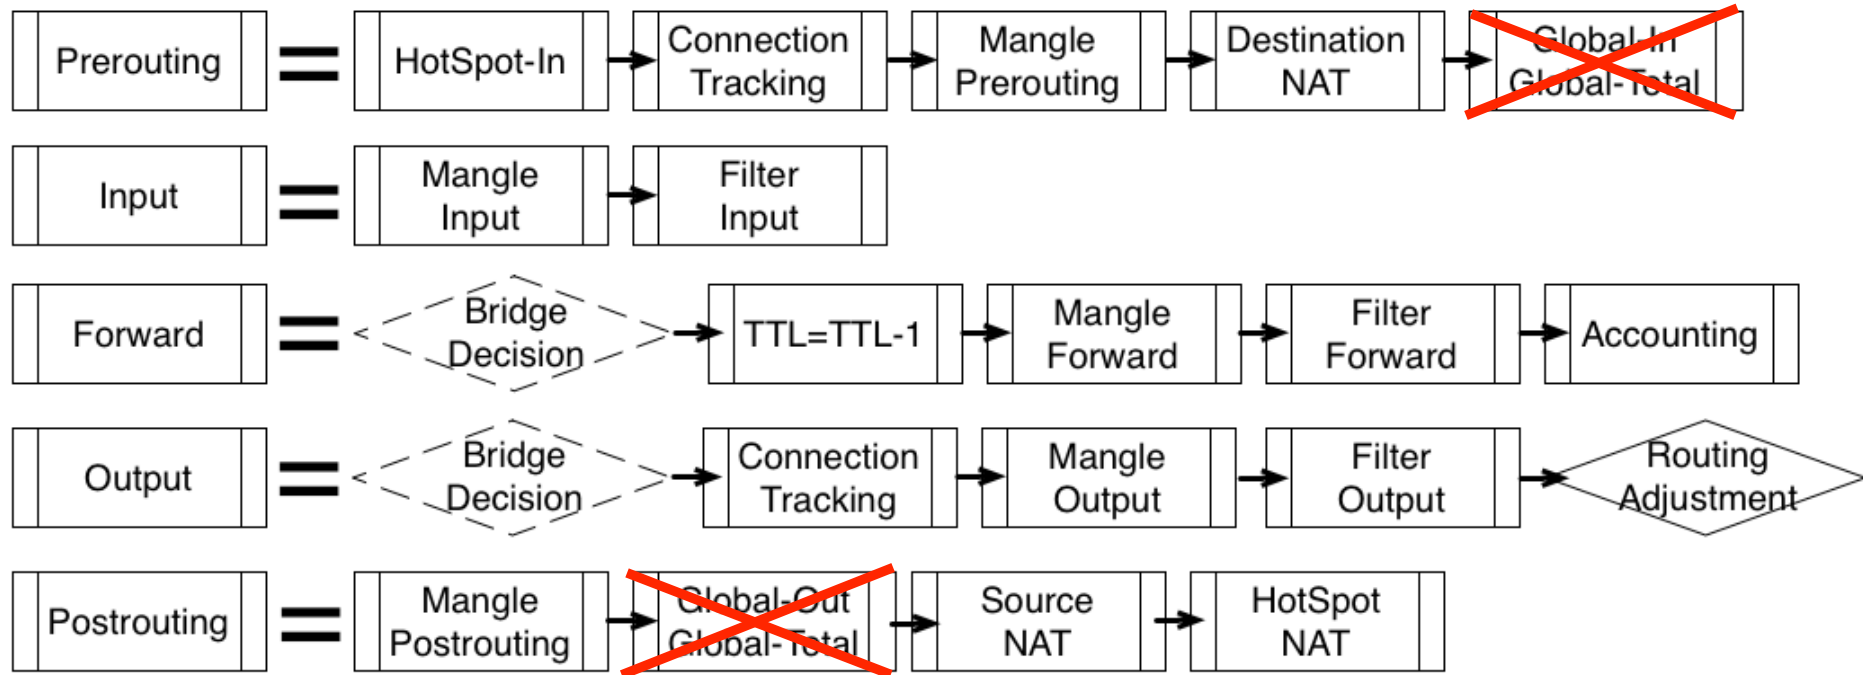 Prerouting
=
HotSpot-In
Connection
Tracking
Mangle
Prerouting
Destination
NAT
Global-In
Global-Total
Input
=
Mangle
Input
Filter
Input
Forward
=
Bridge
Decision
TTL=TTL-1
Mangle
Forward
Filter
Forward
Accounting
Output
=
Bridge
Decision
Connection
Tracking
Mangle
Output
Filter
Output
Routing
Adjustment
Postrouting
=
Mangle
Postrouting
Global-Out
Global-Total
Source
NAT
HotSpot
NAT